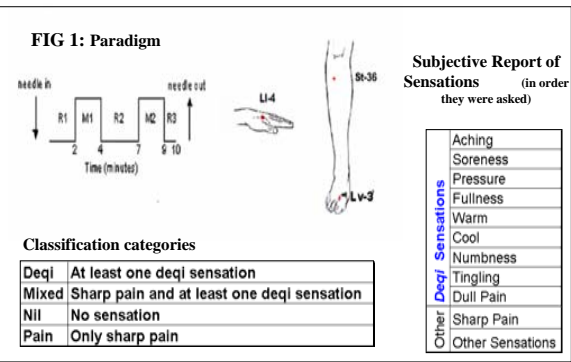 FIG 1: Paradigm
needle in
needle out
R1 M1 R2 M2 R3
2 4 7 9 10
Time (minutes)
LI-4
St-36
Lv-3
Subjective Report of
Sensations (in order
they were asked)
Deqi Sensations
Aching
Soreness
Pressure
Fullness
Warm
Cool
Numbness
Tingling
Dull Pain
Other
Sharp Pain
Other Sensations
Classification categories
Deqi At least one deqi sensation
Mixed Sharp pain and at least one deqi sensation
Nil No sensation
Pain Only sharp pain